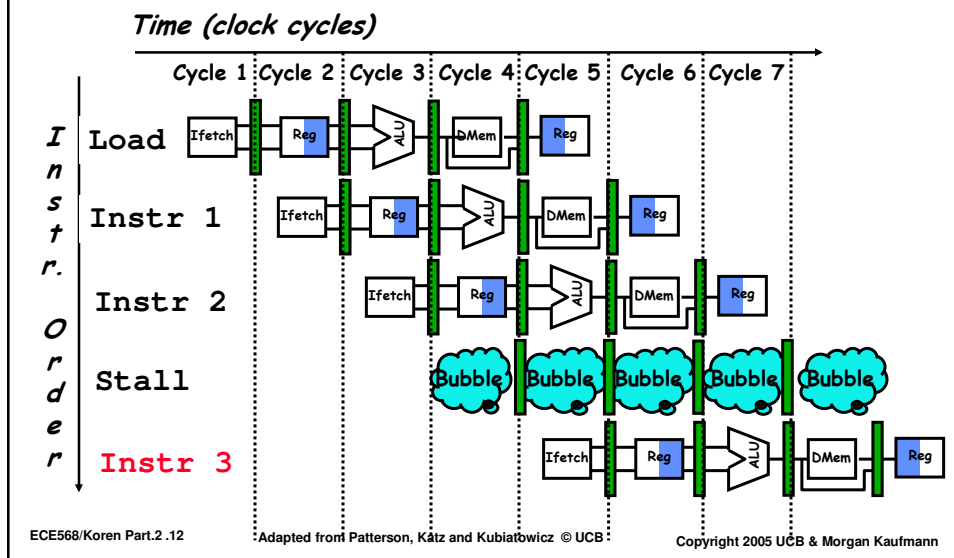 Time (clock cycles)
Cycle 1 Cycle 2 Cycle 3 Cycle 4 Cycle 5 Cycle 6 Cycle 7
Instr. Order
Load Ifetch Reg ALU DMem Reg
Instr 1 Ifetch Reg ALU DMem Reg
Instr 2 Ifetch Reg ALU DMem Reg
Stall Bubble Bubble Bubble Bubble Bubble
Instr 3 Ifetch Reg ALU DMem Reg
ECE568/Koren Part.2 .12 Adapted from Patterson, Katz and Kubiatowicz © UCB Copyright 2005 UCB & Morgan Kaufmann